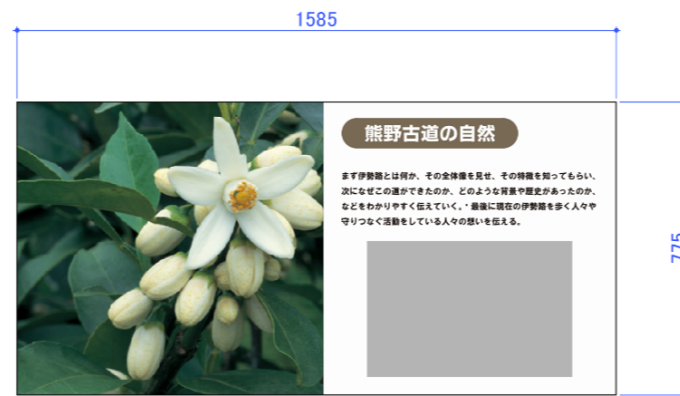 1585
熊野古道の自然
775
まず伊勢路とは何か、その全体像を見せ、その特徴を知ってもらい、
次になぜこの道ができたのか、どのような背景や歴史があったのか、
などをわかりやすく伝えていく。・最後に現在の伊勢路を歩く人々や
守りつなぐ活動をしている人々の想いを伝える。